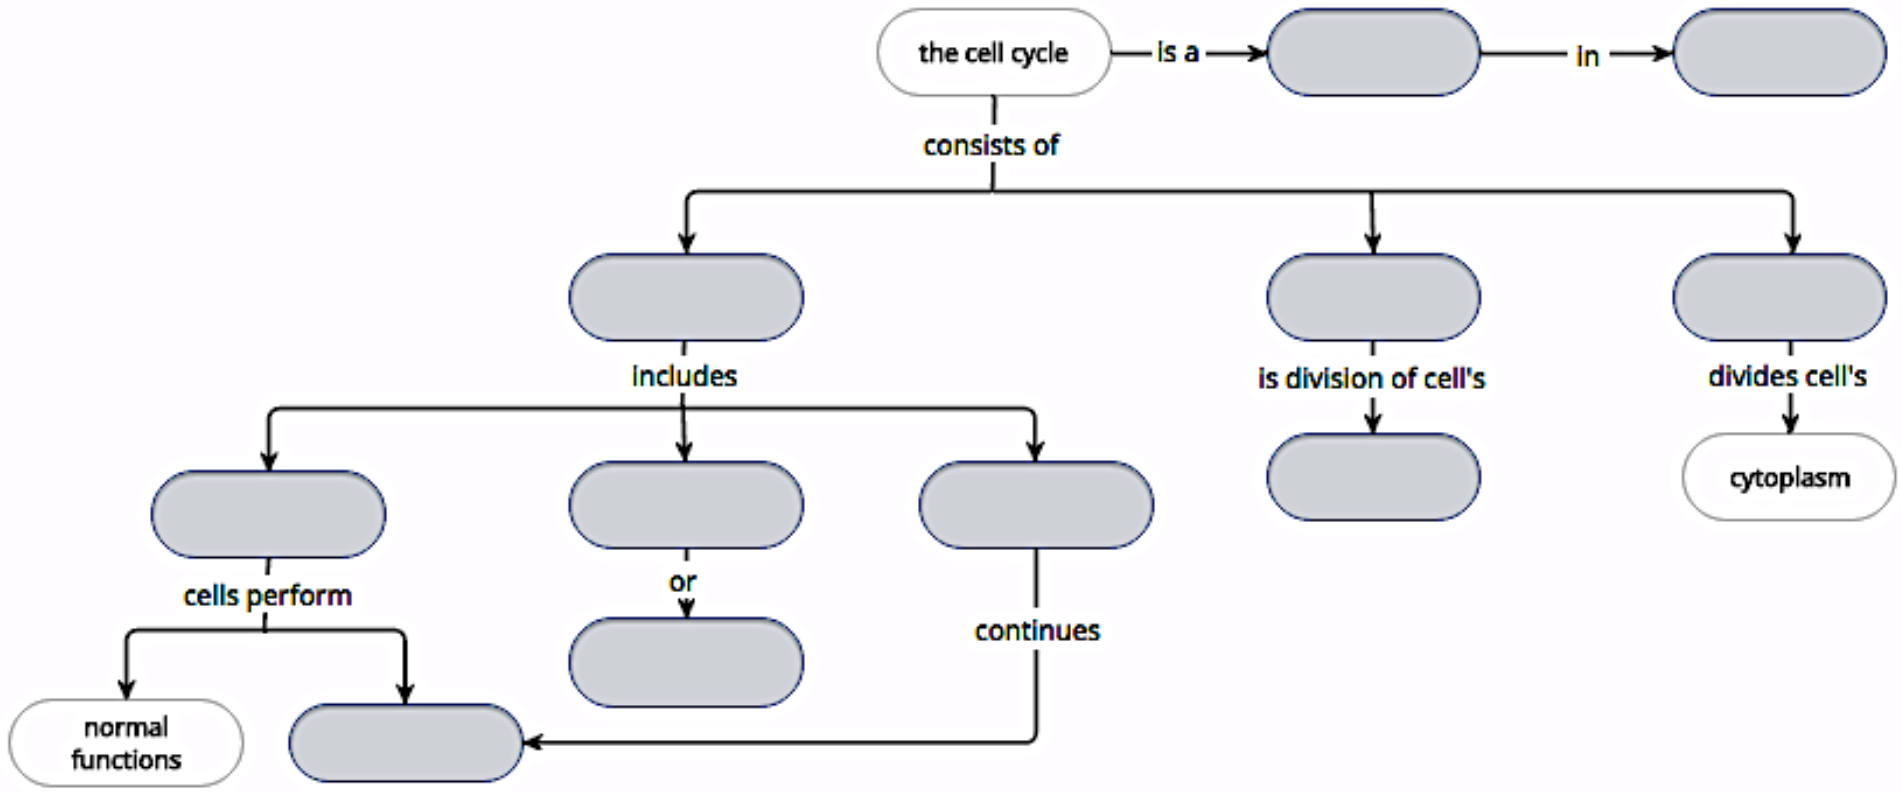 the cell cycle
is a
in
consists of
includes
is division of cell's
divides cell's
cytoplasm
cells perform
or
continues
normal
functions